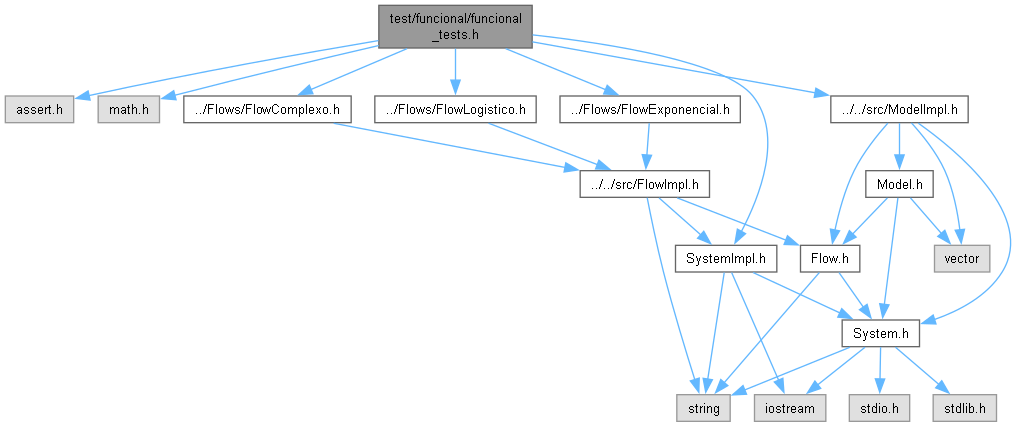 test/funcional/funcional
_tests.h
assert.h
math.h
../Flows/FlowComplexo.h
../Flows/FlowLogistico.h
../Flows/FlowExponencial.h
../../src/ModelImpl.h
../../src/FlowImpl.h
Model.h
SystemImpl.h
Flow.h
vector
System.h
string
iostream
stdio.h
stdlib.h